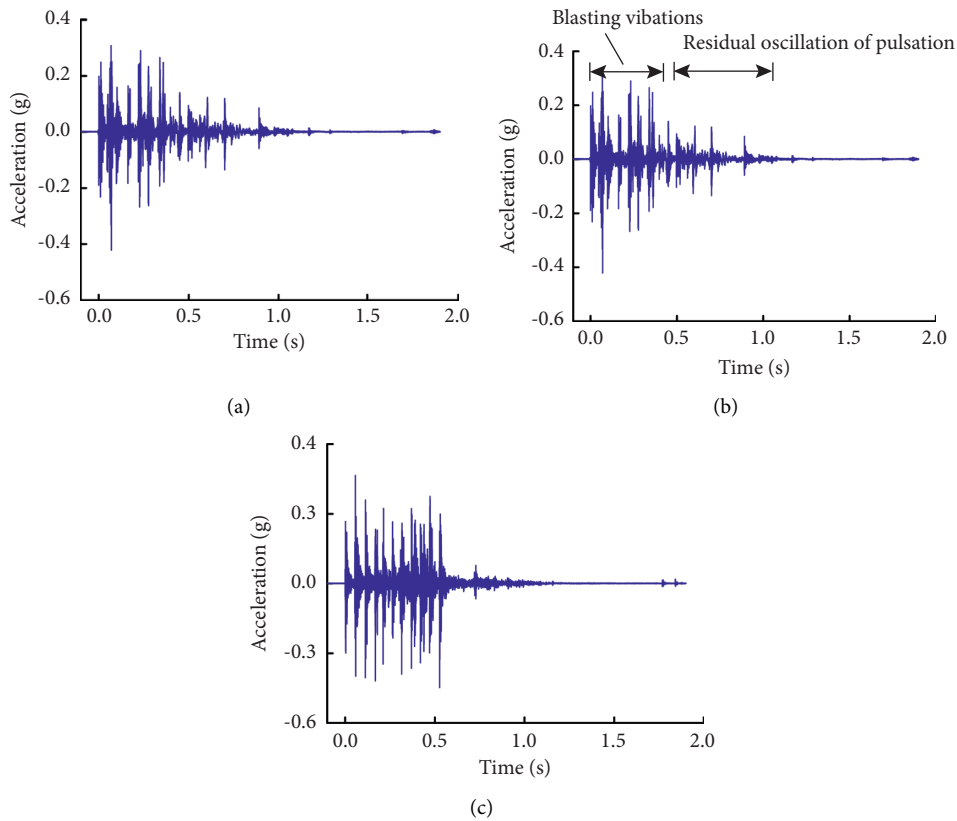 0.4
0.2
0.0
-0.2
-0.4
-0.6
Acceleration (g)
0.0 0.5 1.0 1.5 2.0
Time (s)
(a)
Blasting vibations
Residual oscillation of pulsation
0.4
0.2
0.0
-0.2
-0.4
-0.6
Acceleration (g)
0.0 0.5 1.0 1.5 2.0
Time (s)
(b)
0.4
0.3
0.0
-0.3
-0.6
Acceleration (g)
0.0 0.5 1.0 1.5 2.0
Time (s)
(c)